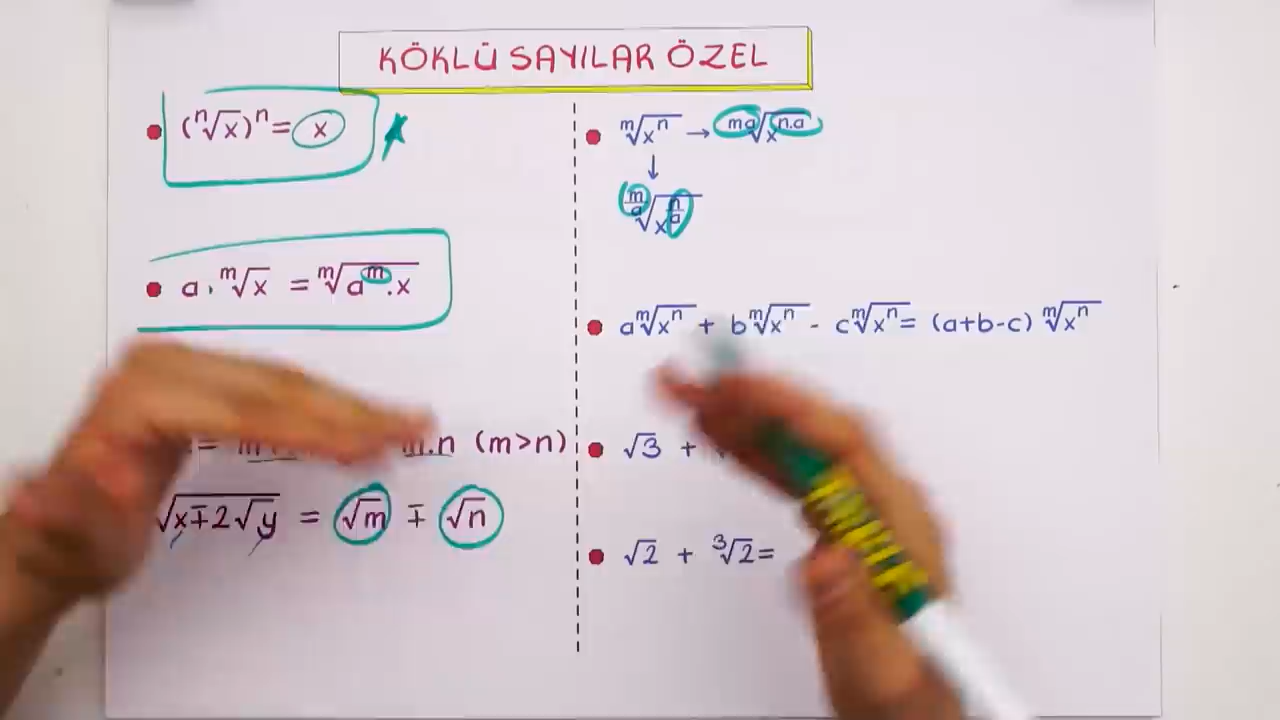 KÖKLÜ SAYILAR ÖZEL
(ⁿ√x)ⁿ = x
a . ᵐ√x = ᵐ√(aᵐ . x)
m.n (m>n)
√(x∓2√y) = √m ∓ √n
ᵐ√xⁿ → ᵐᵃ√xⁿ·ᵃ
↓
ᵐ⁄ₐ√x^(n/a)
aᵐ√xⁿ + bᵐ√xⁿ - cᵐ√xⁿ = (a+b-c) ᵐ√xⁿ
√3 +
√2 + ³√2=